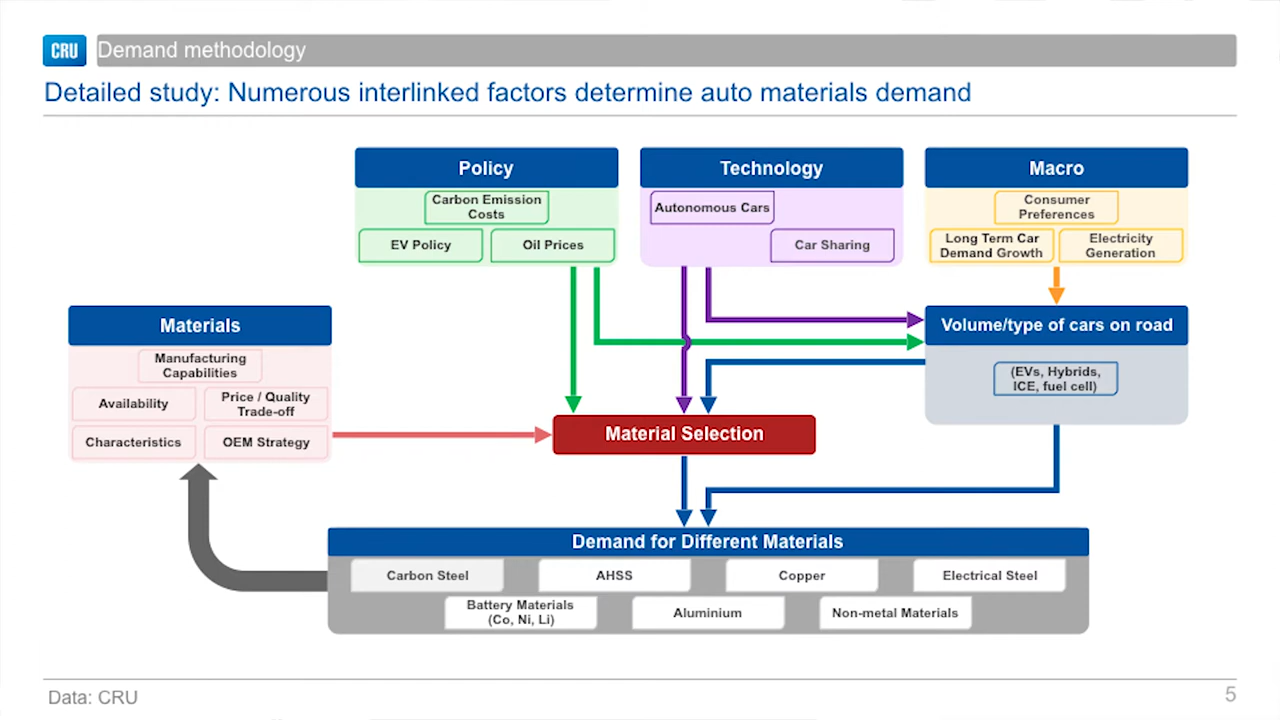 CRU
Demand methodology
Detailed study: Numerous interlinked factors determine auto materials demand
Policy
Carbon Emission
Costs
EV Policy
Oil Prices
Technology
Autonomous Cars
Car Sharing
Macro
Consumer
Preferences
Long Term Car
Demand Growth
Electricity
Generation
Materials
Manufacturing
Capabilities
Availability
Price / Quality
Trade-off
Characteristics
OEM Strategy
Volume/type of cars on road
(EVs, Hybrids,
ICE, fuel cell)
Material Selection
Demand for Different Materials
Carbon Steel
AHSS
Copper
Electrical Steel
Battery Materials
(Co, Ni, Li)
Aluminium
Non-metal Materials
Data: CRU
5